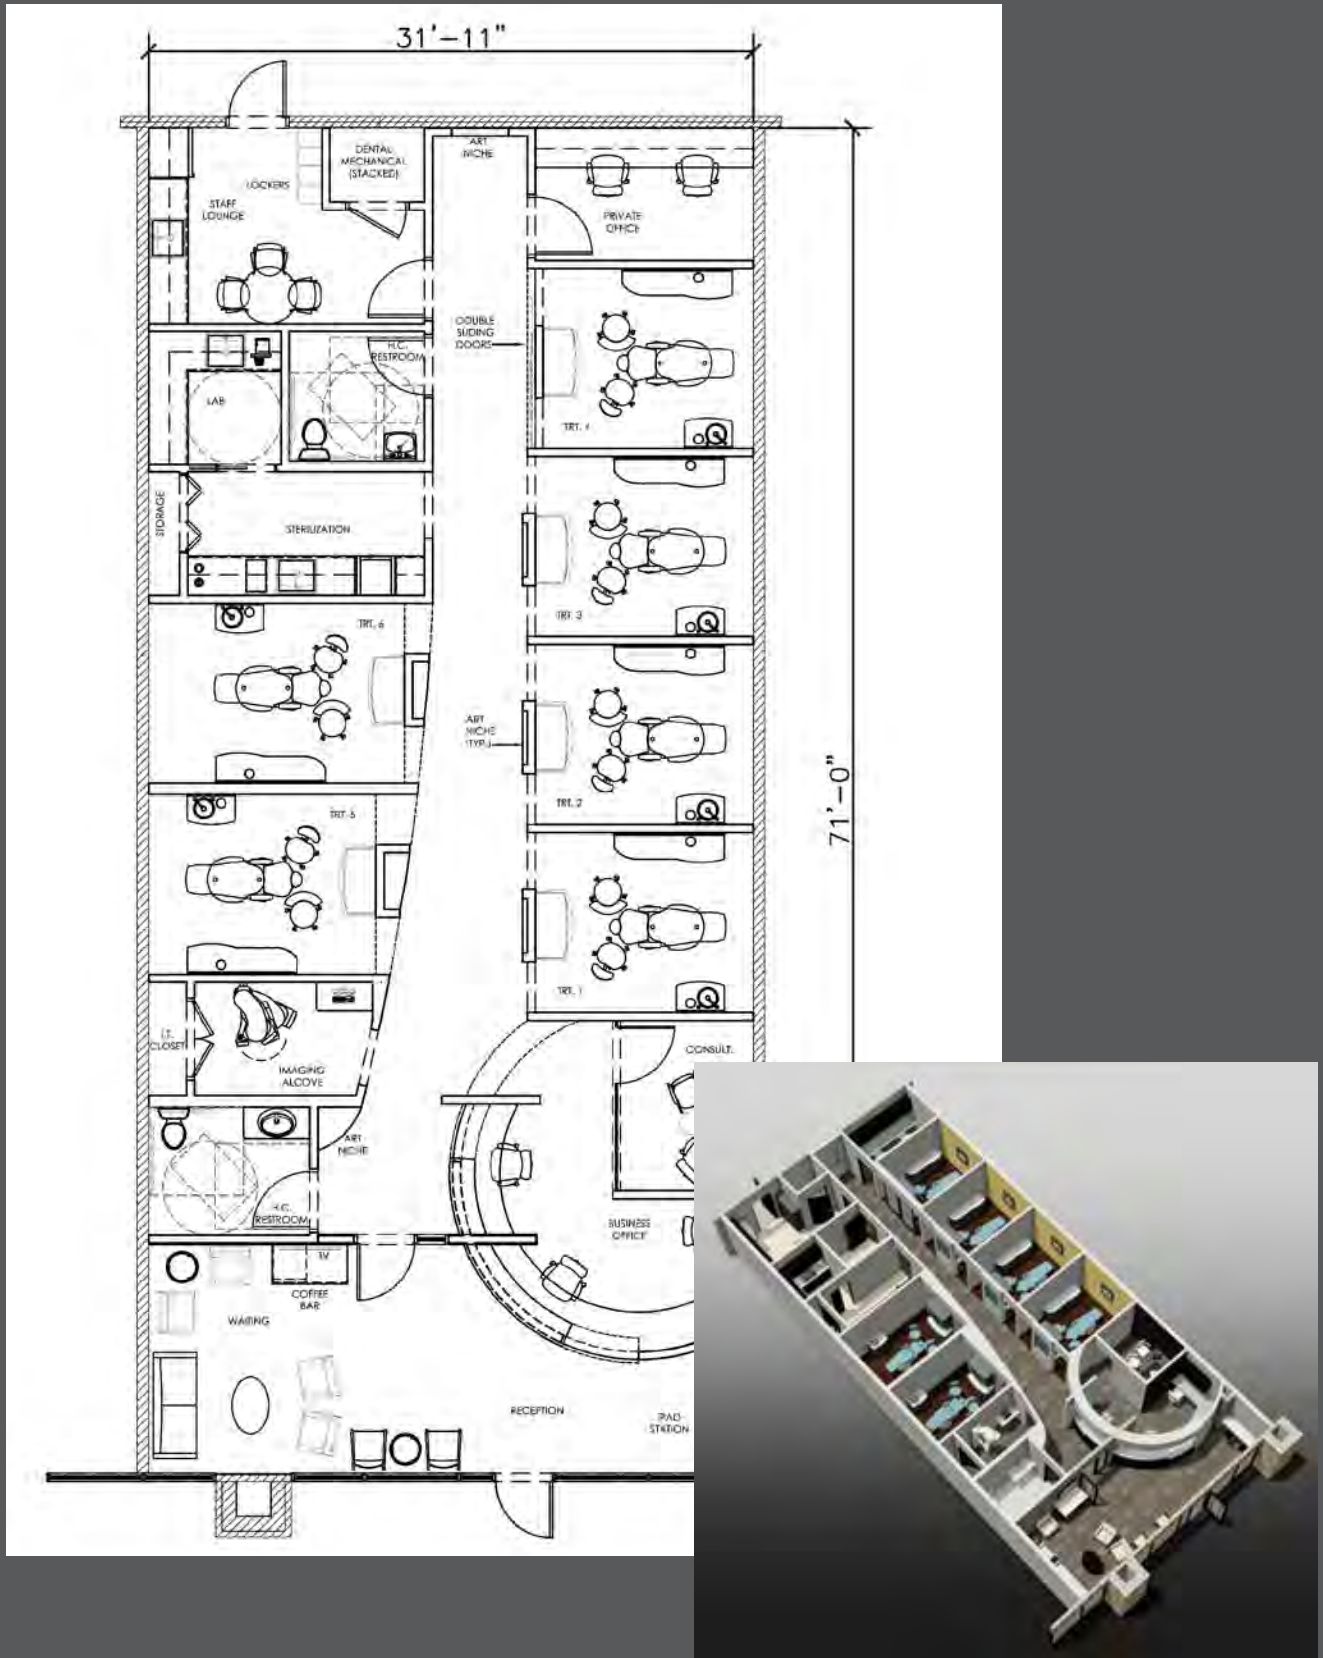 31'-11"
ART
NICHE
DENTAL
MECHANICAL
(STACKED)
LOCKERS
STAFF
LOUNGE
PRIVATE
OFFICE
DOUBLE
SLIDING
DOORS
H.C.
RESTROOM
LAB
TRT. 4
STORAGE
STERILIZATION
TRT. 3
TRT. 6
ART
NICHE
(TYP.)
71'-0"
TRT. 2
TRT. 5
TRT. 1
I.T.
CLOSET
CONSULT.
IMAGING
ALCOVE
ART
NICHE
H.C.
RESTROOM
BUSINESS
OFFICE
TV
COFFEE
BAR
WAITING
RECEPTION
IPAD
STATION